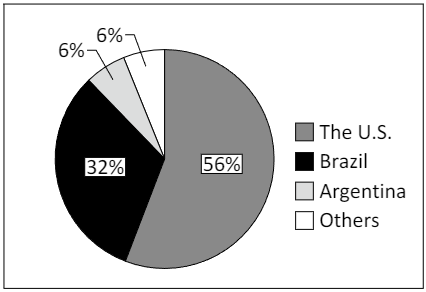 6%
6%
32%
56%
The U.S.
Brazil
Argentina
Others